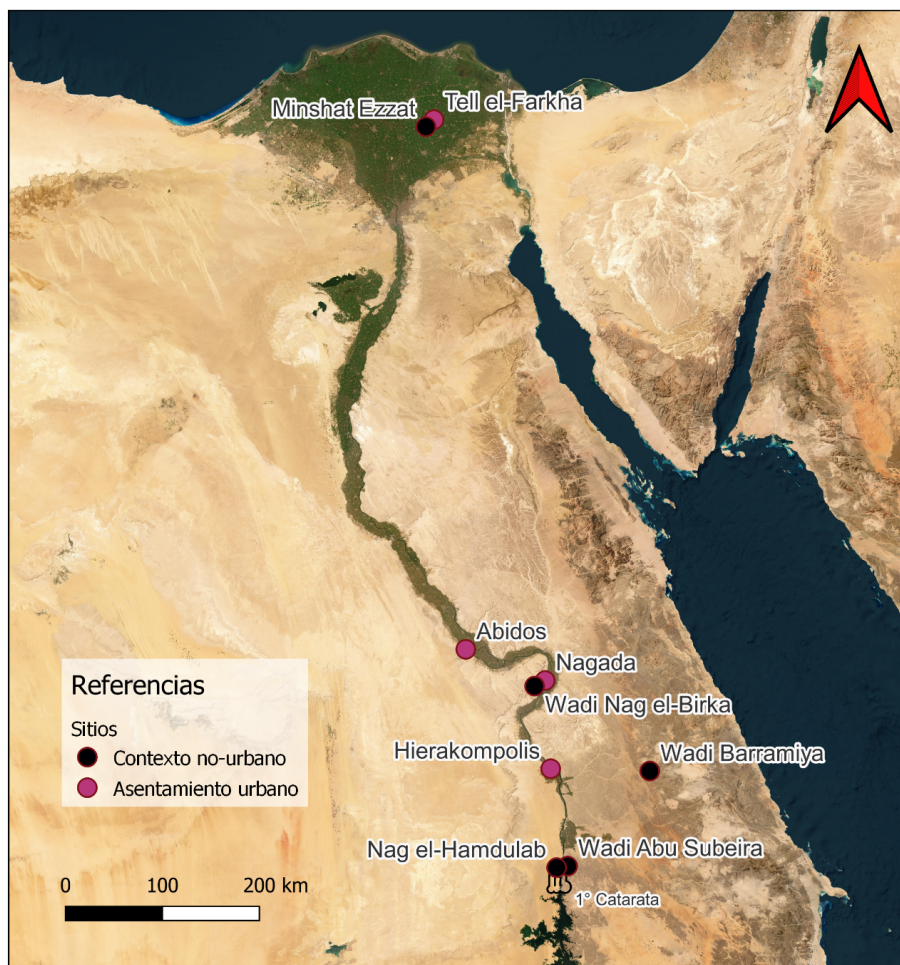 Minshat Ezzat
Tell el-Farkha
Abidos
Nagada
Wadi Nag el-Birka
Hierakompolis
Wadi Barramiya
Nag el-Hamdulab
Wadi Abu Subeira
1º Catarata
Referencias
Sitios
Contexto no-urbano
Asentamiento urbano
0 100 200 km